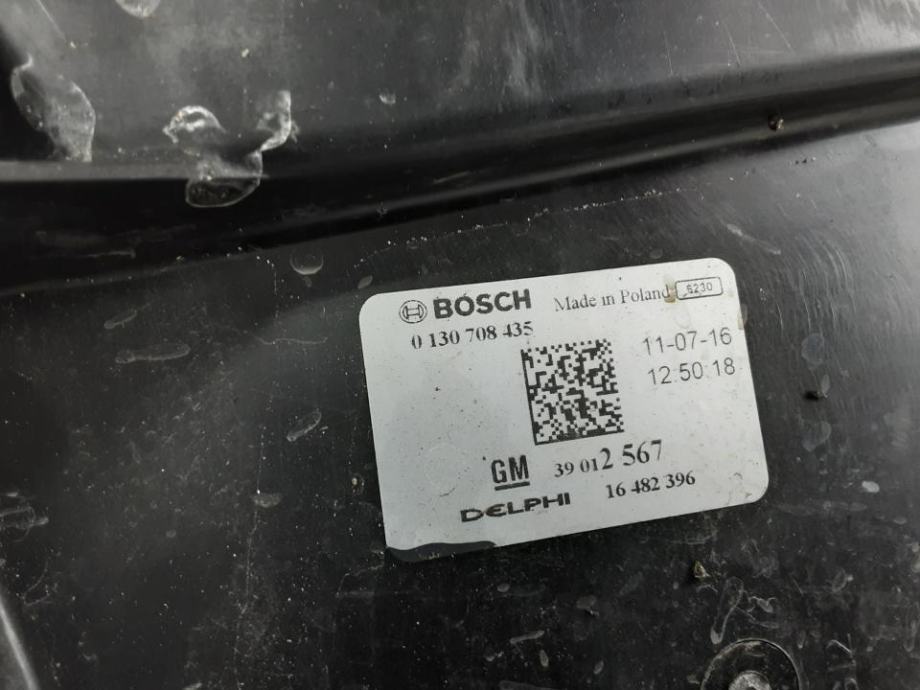 BOSCH Made in Poland 6230
0 130 708 435
11-07-16
12:50:18
GM 39 012 567
DELPHI 16 482 396